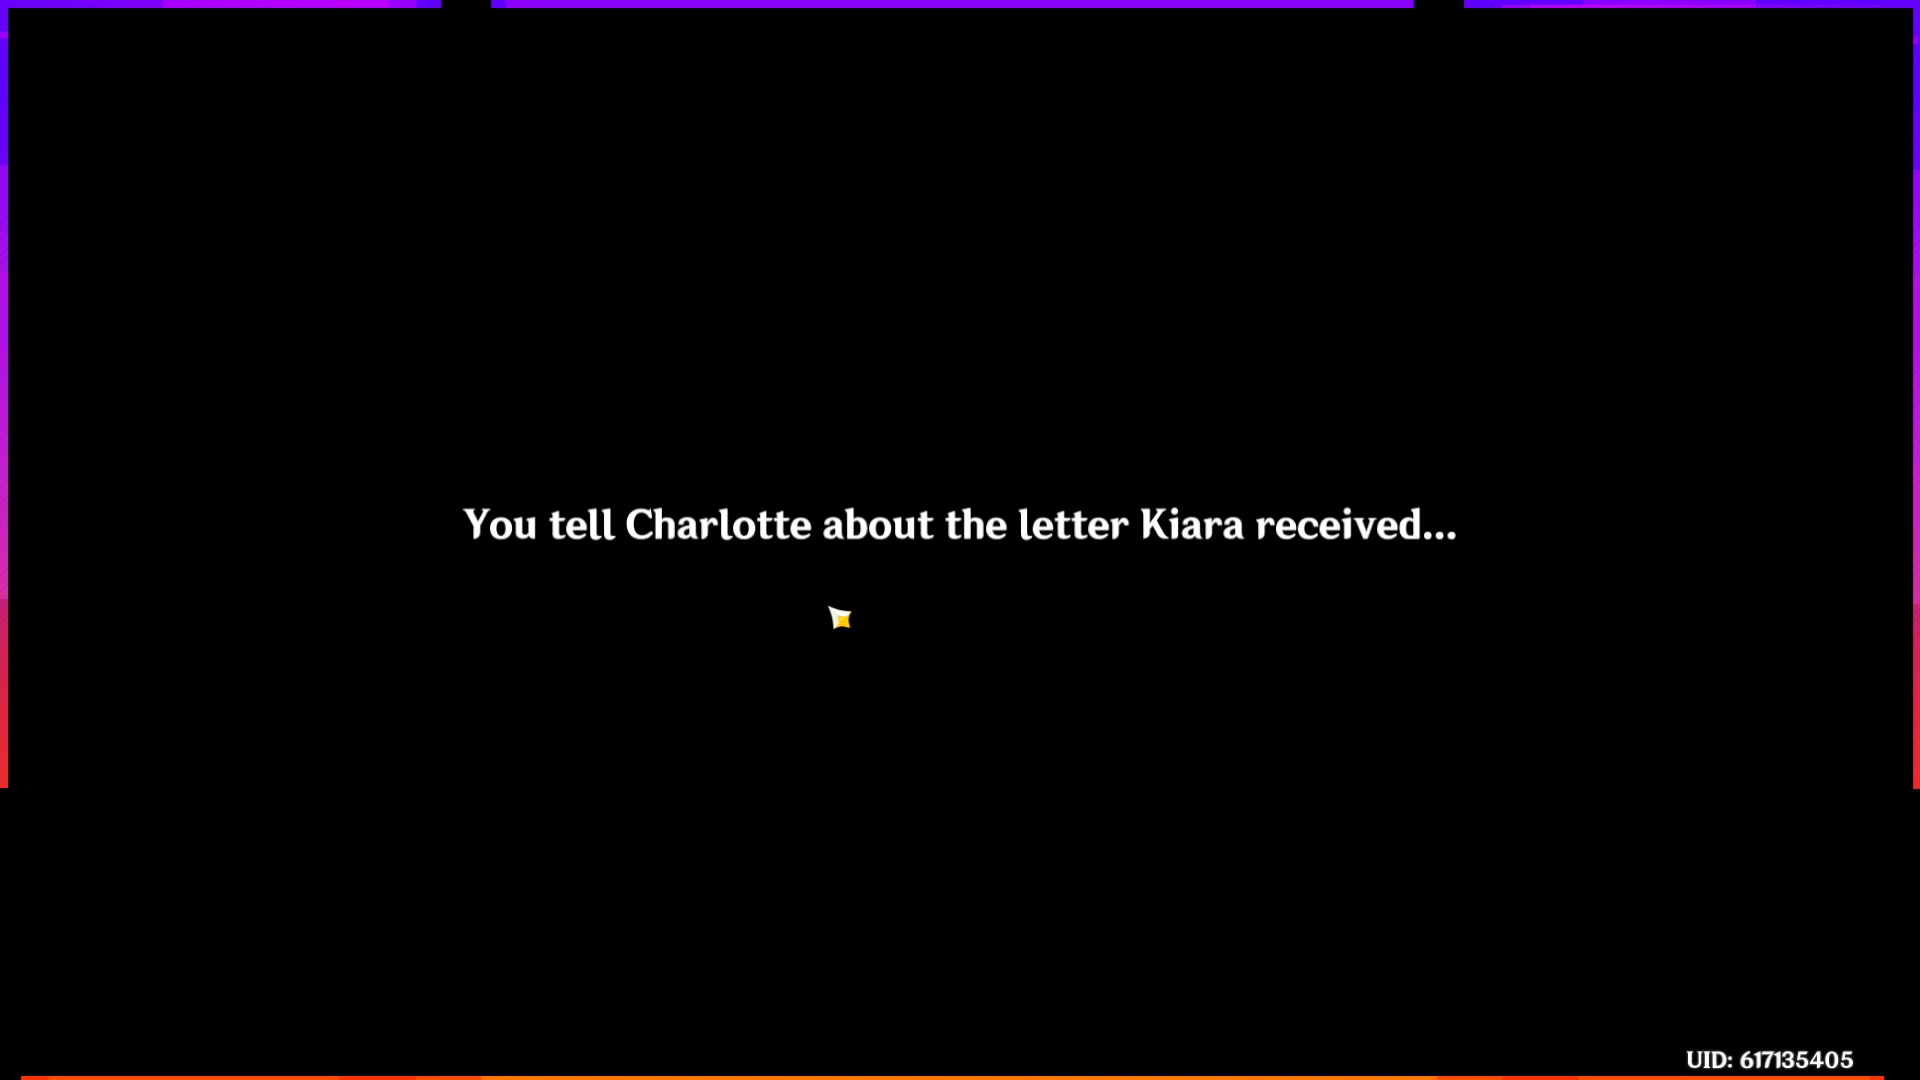 You tell Charlotte about the letter Kiara received...
UID: 617135405